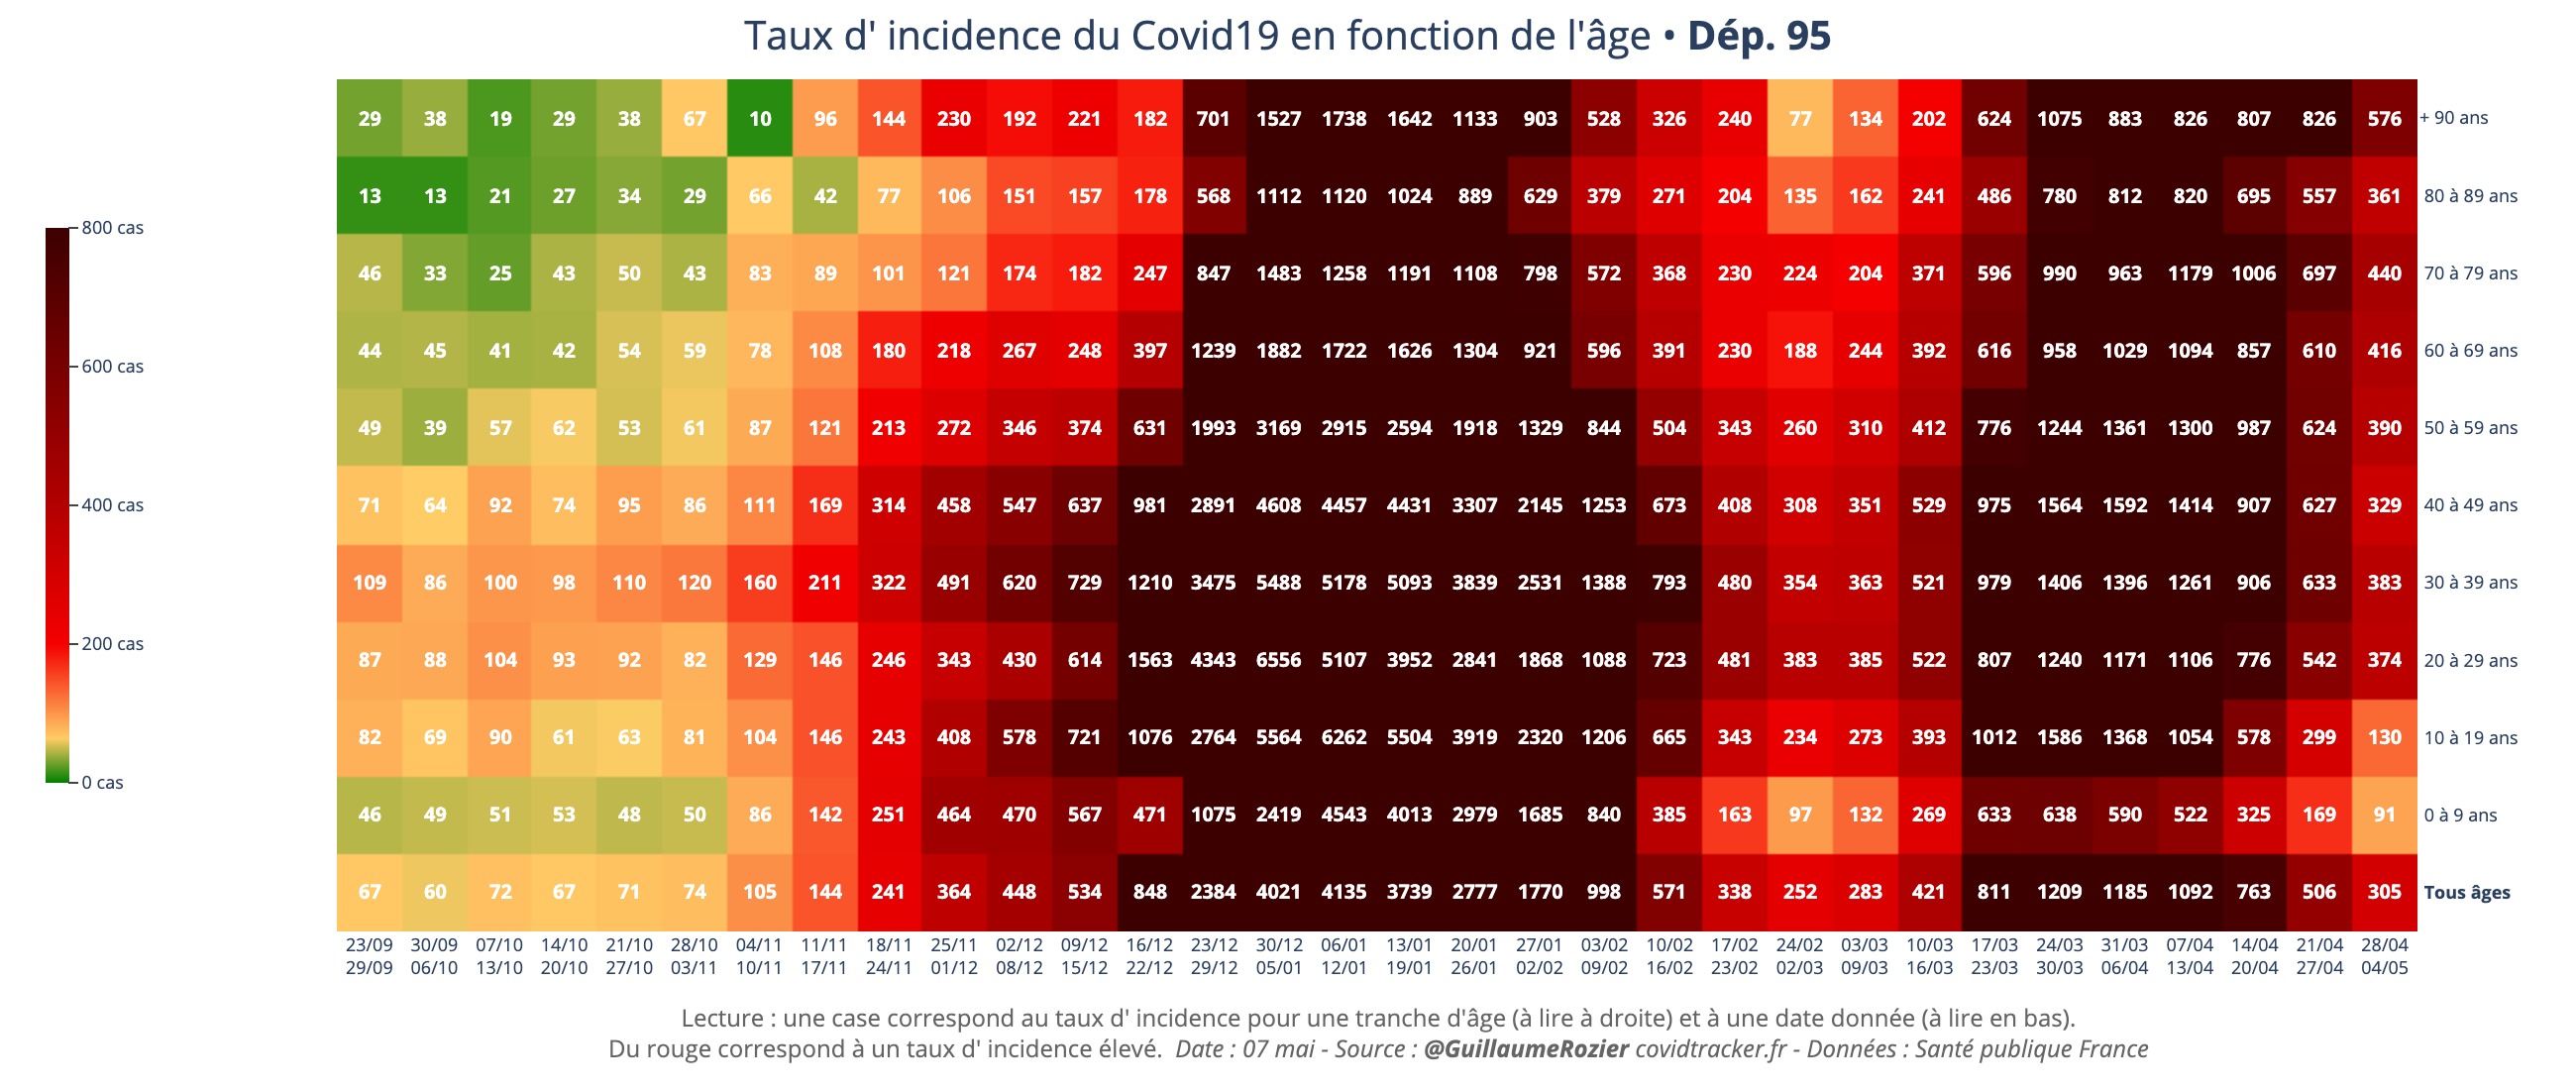 Taux d' incidence du Covid19 en fonction de l'âge • Dép. 95
800 cas
600 cas
400 cas
200 cas
0 cas
29 38 19 29 38 67 10 96 144 230 192 221 182 701 1527 1738 1642 1133 903 528 326 240 77 134 202 624 1075 883 826 807 826 576 + 90 ans
13 13 21 27 34 29 66 42 77 106 151 157 178 568 1112 1120 1024 889 629 379 271 204 135 162 241 486 780 812 820 695 557 361 80 à 89 ans
46 33 25 43 50 43 83 89 101 121 174 182 247 847 1483 1258 1191 1108 798 572 368 230 224 204 371 596 990 963 1179 1006 697 440 70 à 79 ans
44 45 41 42 54 59 78 108 180 218 267 248 397 1239 1882 1722 1626 1304 921 596 391 230 188 244 392 616 958 1029 1094 857 610 416 60 à 69 ans
49 39 57 62 53 61 87 121 213 272 346 374 631 1993 3169 2915 2594 1918 1329 844 504 343 260 310 412 776 1244 1361 1300 987 624 390 50 à 59 ans
71 64 92 74 95 86 111 169 314 458 547 637 981 2891 4608 4457 4431 3307 2145 1253 673 408 308 351 529 975 1564 1592 1414 907 627 329 40 à 49 ans
109 86 100 98 110 120 160 211 322 491 620 729 1210 3475 5488 5178 5093 3839 2531 1388 793 480 354 363 521 979 1406 1396 1261 906 633 383 30 à 39 ans
87 88 104 93 92 82 129 146 246 343 430 614 1563 4343 6556 5107 3952 2841 1868 1088 723 481 383 385 522 807 1240 1171 1106 776 542 374 20 à 29 ans
82 69 90 61 63 81 104 146 243 408 578 721 1076 2764 5564 6262 5504 3919 2320 1206 665 343 234 273 393 1012 1586 1368 1054 578 299 130 10 à 19 ans
46 49 51 53 48 50 86 142 251 464 470 567 471 1075 2419 4543 4013 2979 1685 840 385 163 97 132 269 633 638 590 522 325 169 91 0 à 9 ans
67 60 72 67 71 74 105 144 241 364 448 534 848 2384 4021 4135 3739 2777 1770 998 571 338 252 283 421 811 1209 1185 1092 763 506 305 Tous âges
23/09 30/09 07/10 14/10 21/10 28/10 04/11 11/11 18/11 25/11 02/12 09/12 16/12 23/12 30/12 06/01 13/01 20/01 27/01 03/02 10/02 17/02 24/02 03/03 10/03 17/03 24/03 31/03 07/04 14/04 21/04 28/04
29/09 06/10 13/10 20/10 27/10 03/11 10/11 17/11 24/11 01/12 08/12 15/12 22/12 29/12 05/01 12/01 19/01 26/01 02/02 09/02 16/02 23/02 02/03 09/03 16/03 23/03 30/03 06/04 13/04 20/04 27/04 04/05
Lecture : une case correspond au taux d' incidence pour une tranche d'âge (à lire à droite) et à une date donnée (à lire en bas).
Du rouge correspond à un taux d' incidence élevé. Date : 07 mai - Source : @GuillaumeRozier covidtracker.fr - Données : Santé publique France